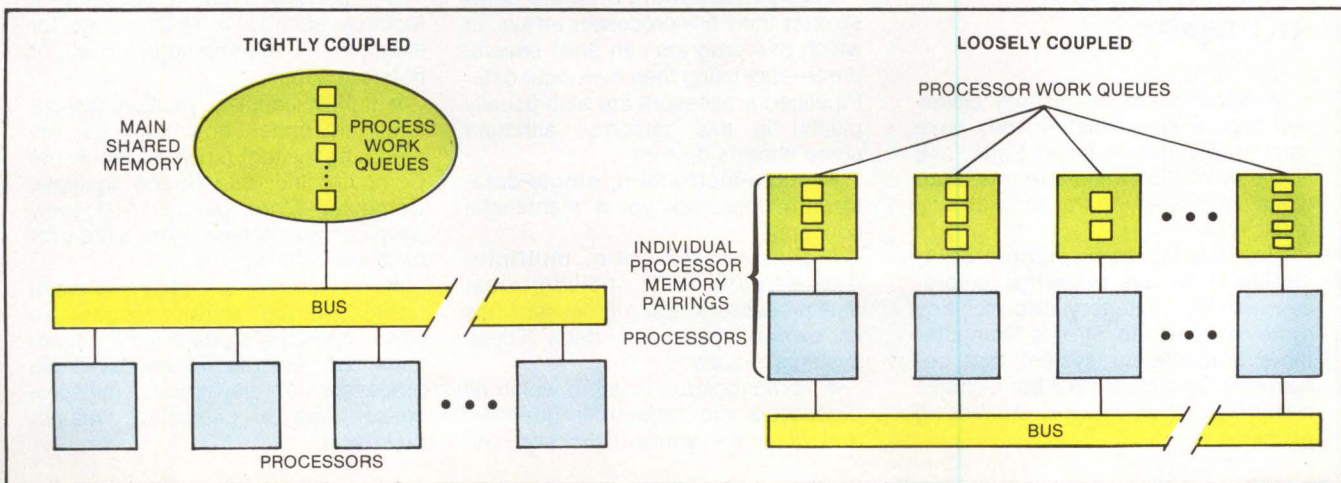 TIGHTLY COUPLED
MAIN
SHARED
MEMORY
PROCESS
WORK
QUEUES
BUS
PROCESSORS
LOOSELY COUPLED
PROCESSOR WORK QUEUES
INDIVIDUAL
PROCESSOR
MEMORY
PAIRINGS
PROCESSORS
BUS